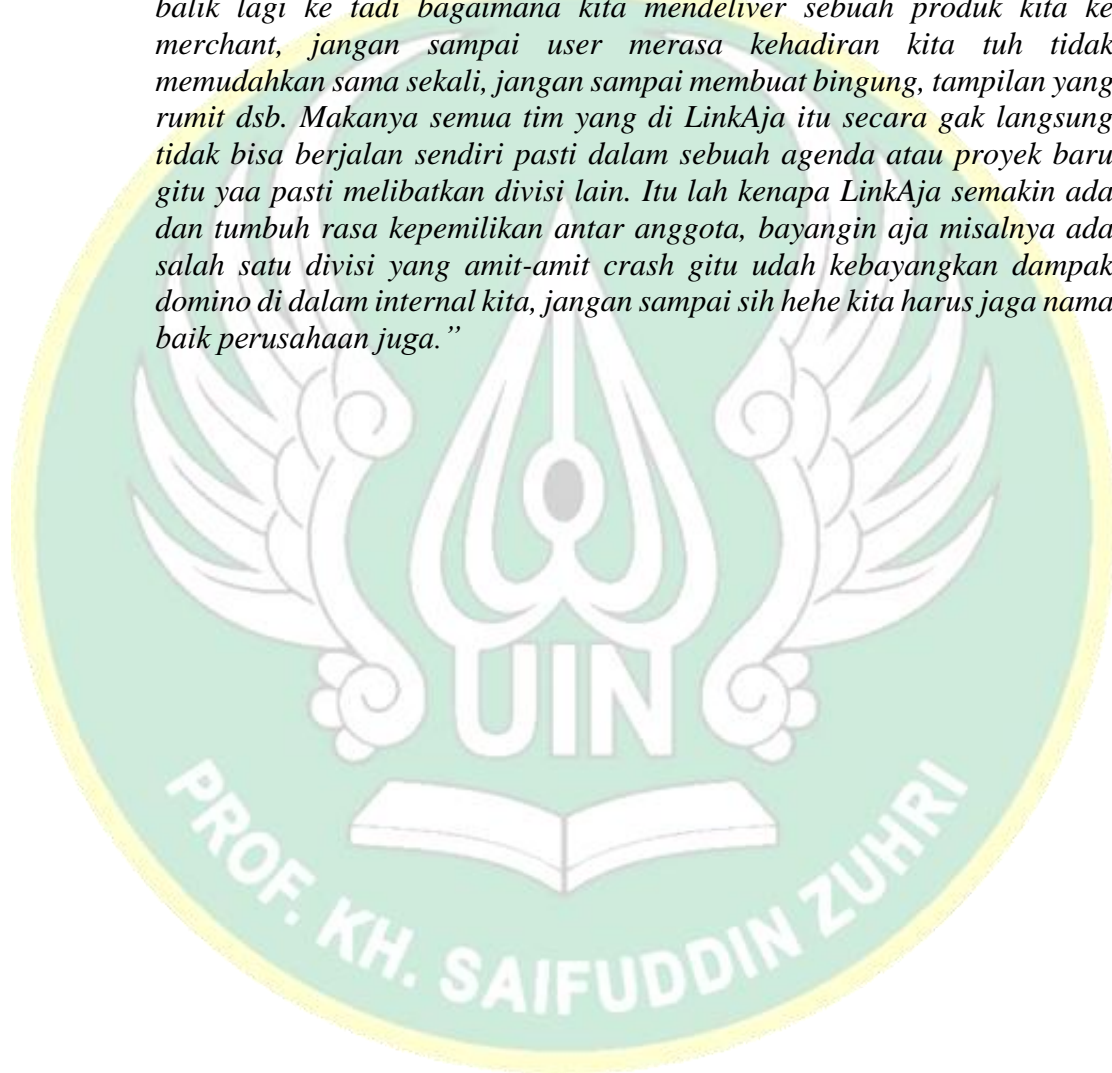 balik lagi ke tadi bagaimana kita mendeliver sebuah produk kita ke
merchant, jangan sampai user merasa kehadiran kita tuh tidak
memudahkan sama sekali, jangan sampai membuat bingung, tampilan yang
rumit dsb. Makanya semua tim yang di LinkAja itu secara gak langsung
tidak bisa berjalan sendiri pasti dalam sebuah agenda atau proyek baru
gitu yaa pasti melibatkan divisi lain. Itu lah kenapa LinkAja semakin ada
dan tumbuh rasa kepemilikan antar anggota, bayangin aja misalnya ada
salah satu divisi yang amit-amit crash gitu udah kebayangkan dampak
domino di dalam internal kita, jangan sampai sih hehe kita harus jaga nama
baik perusahaan juga.”
UIN
PROF. KH. SAIFUDDIN ZUHRI